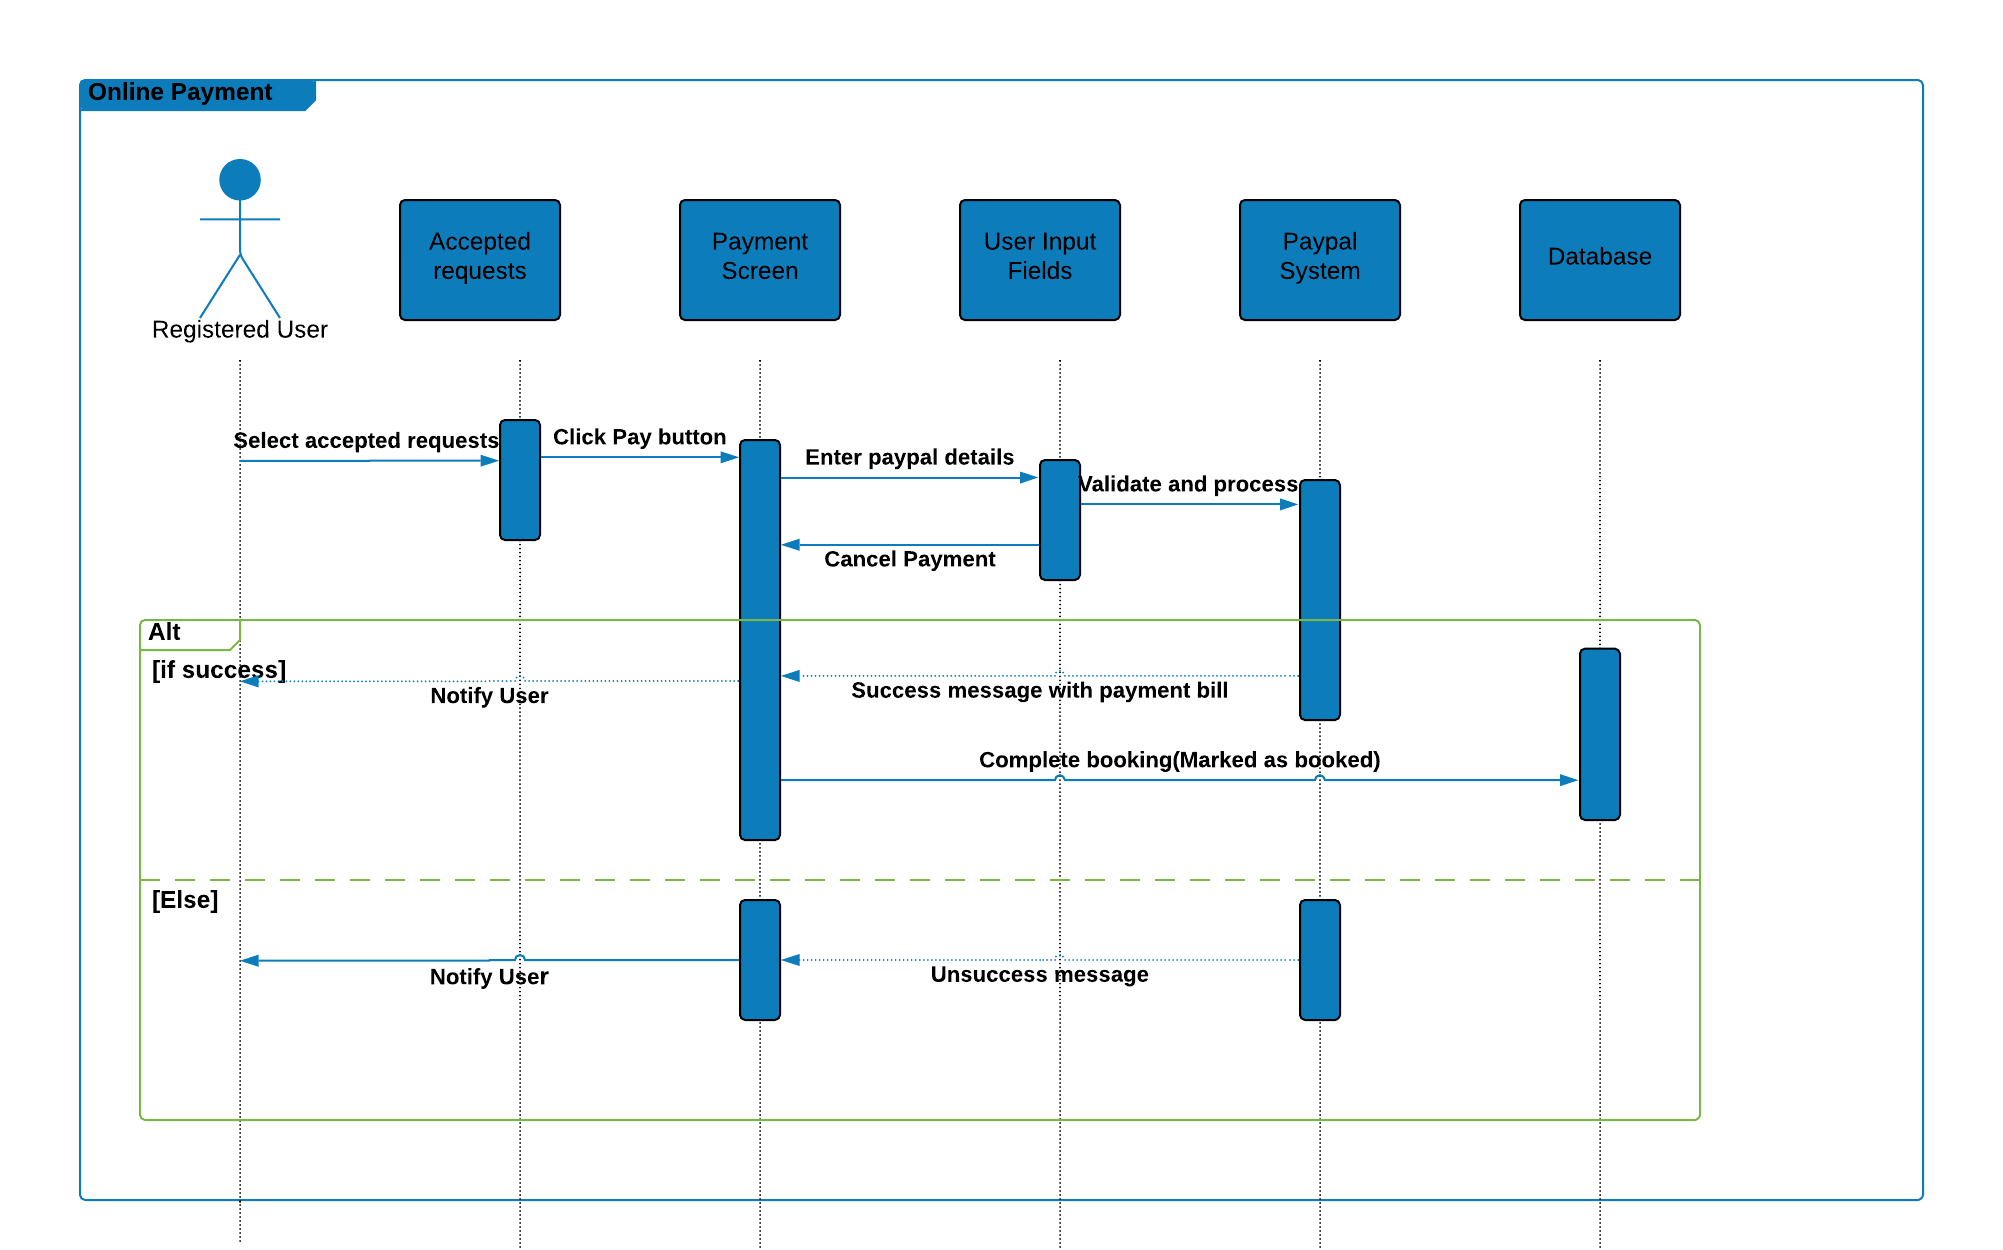 Online Payment
Accepted
requests
Payment
Screen
User Input
Fields
Paypal
System
Database
Registered User
Select accepted requests
Click Pay button
Enter paypal details
Validate and process
Cancel Payment
Alt
[if success]
Notify User
Success message with payment bill
Complete booking(Marked as booked)
[Else]
Notify User
Unsuccess message